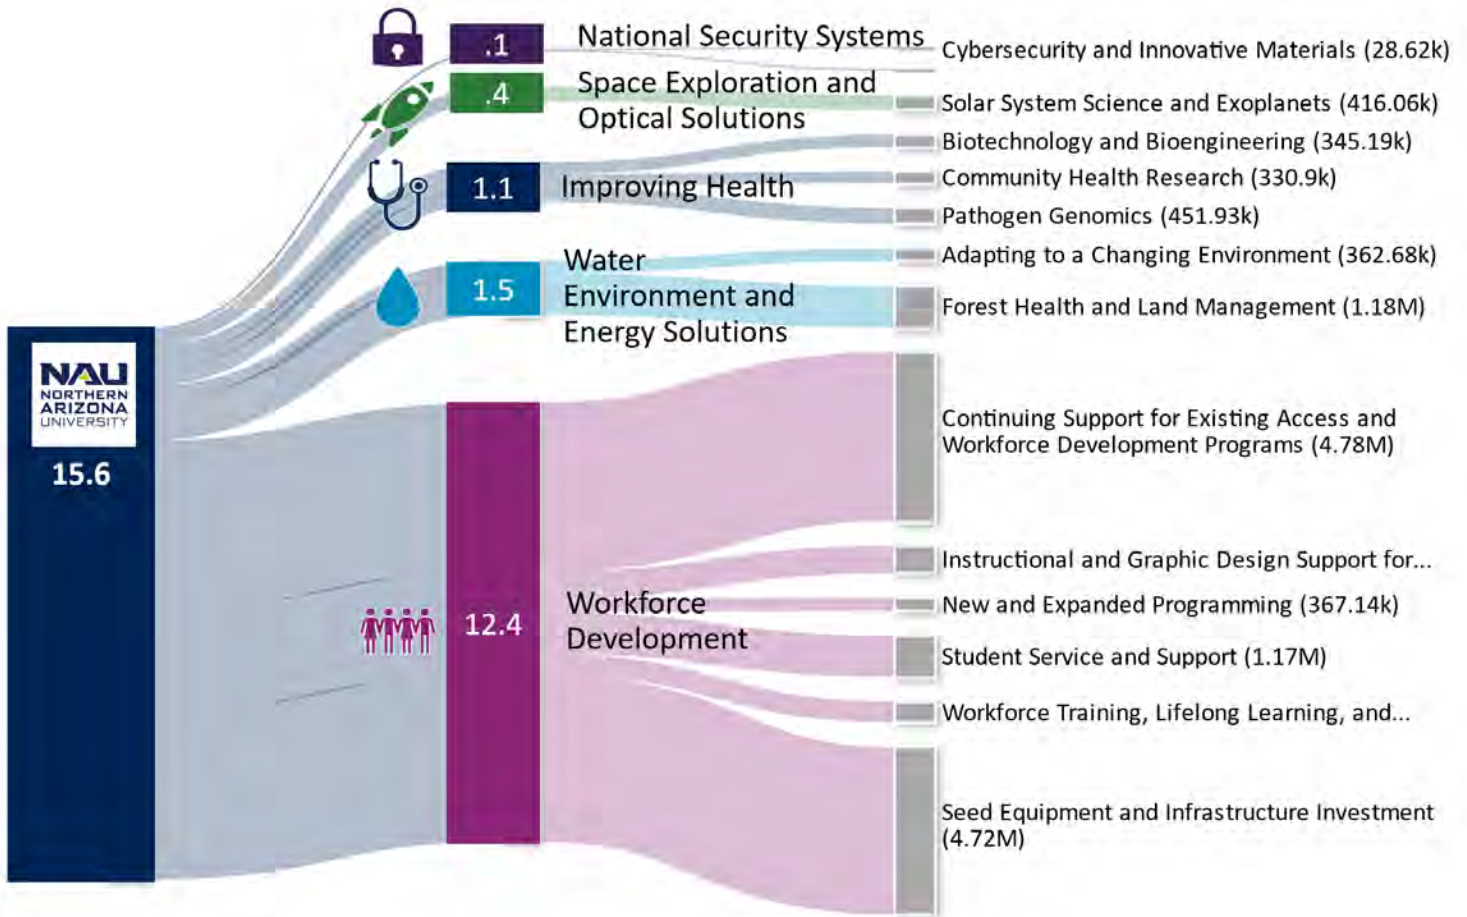 .1
National Security Systems
Cybersecurity and Innovative Materials (28.62k)
.4
Space Exploration and
Optical Solutions
Solar System Science and Exoplanets (416.06k)
Biotechnology and Bioengineering (345.19k)
1.1
Improving Health
Community Health Research (330.9k)
Pathogen Genomics (451.93k)
1.5
Water
Environment and
Energy Solutions
Adapting to a Changing Environment (362.68k)
Forest Health and Land Management (1.18M)
NAU
NORTHERN
ARIZONA
UNIVERSITY
15.6
12.4
Workforce
Development
Continuing Support for Existing Access and
Workforce Development Programs (4.78M)
Instructional and Graphic Design Support for...
New and Expanded Programming (367.14k)
Student Service and Support (1.17M)
Workforce Training, Lifelong Learning, and...
Seed Equipment and Infrastructure Investment
(4.72M)